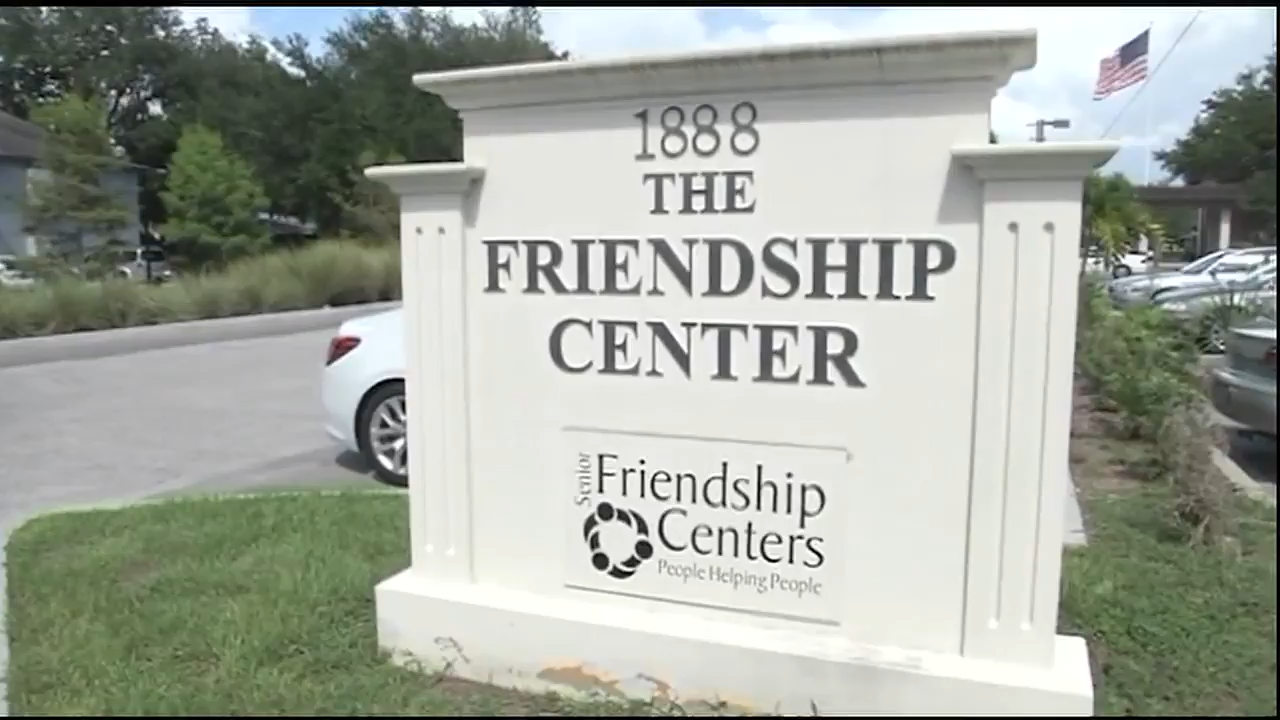 1888
THE
FRIENDSHIP
CENTER
Senior
Friendship
Centers
People Helping People